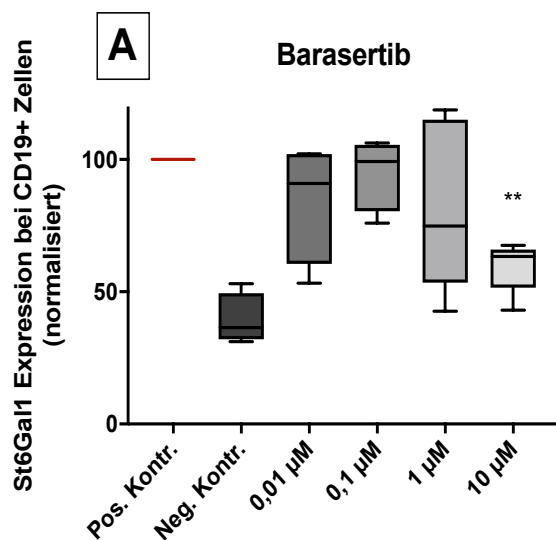 A
Barasertib
St6Gal1 Expression bei CD19+ Zellen
(normalisiert)
100
50
0
**
Pos. Kontr.
Neg. Kontr.
0,01 µM
0,1 µM
1 µM
10 µM